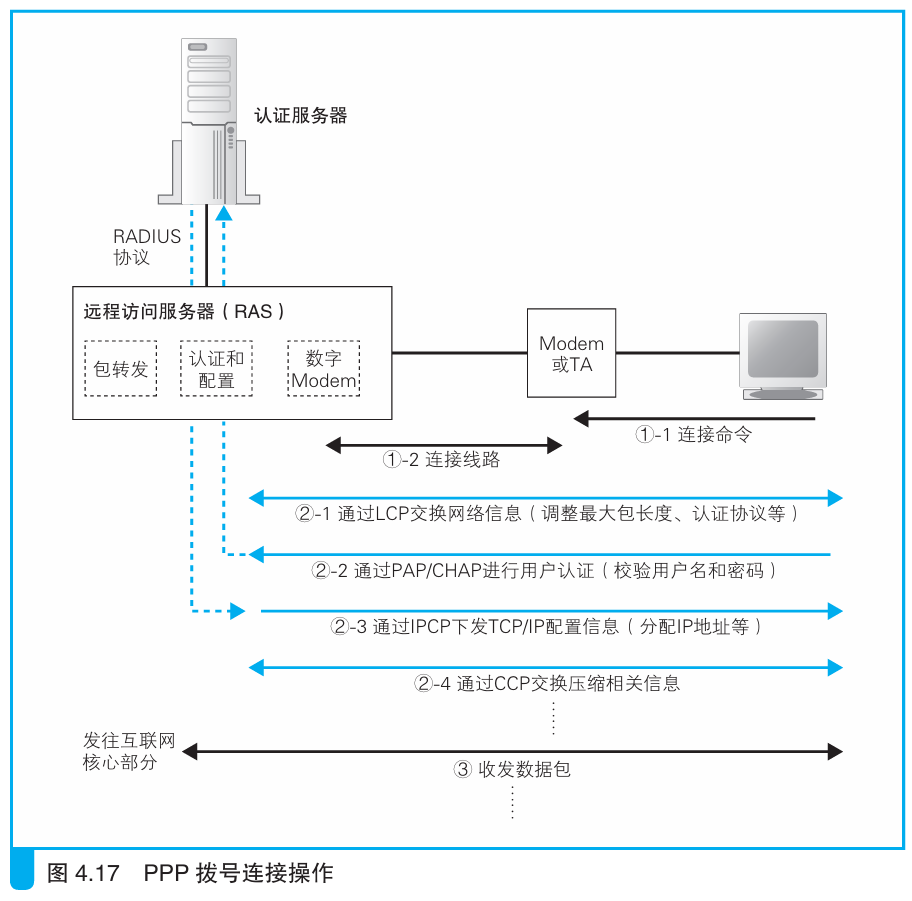 认证服务器
RADIUS
协议
远程访问服务器（RAS）
包转发
认证和
配置
数字
Modem
Modem
或TA
①-1 连接命令
①-2 连接线路
②-1 通过LCP交换网络信息（调整最大包长度、认证协议等）
②-2 通过PAP/CHAP进行用户认证（校验用户名和密码）
②-3 通过IPCP下发TCP/IP配置信息（分配IP地址等）
②-4 通过CCP交换压缩相关信息
发往互联网
核心部分
③ 收发数据包
图 4.17 PPP 拨号连接操作